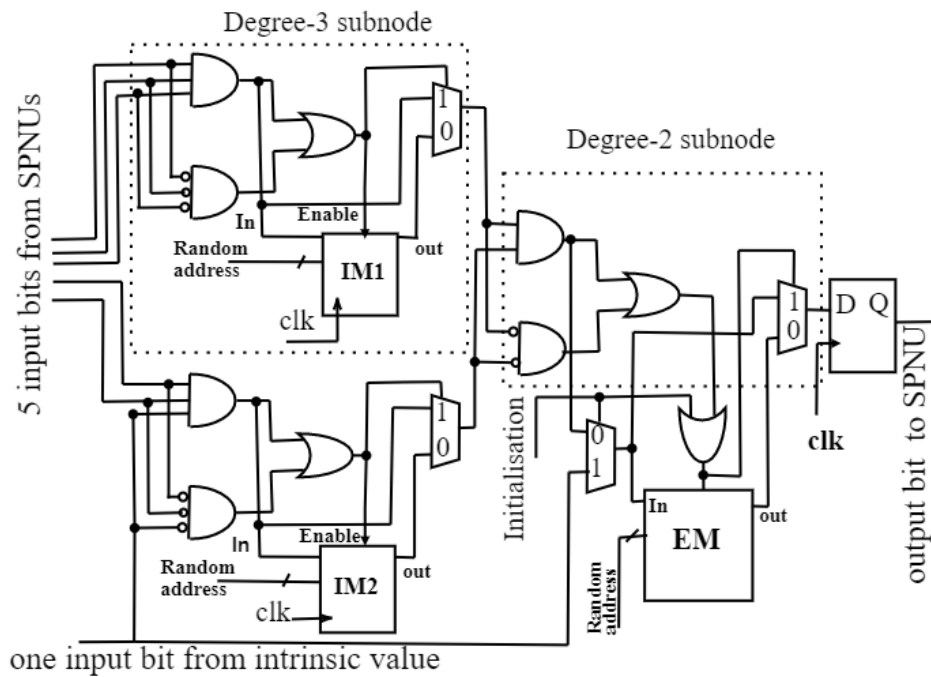 Degree-3 subnode
5 input bits from SPNUs
1
0
In
Enable
Random
address
IM1
out
clk
Degree-2 subnode
1
0
D Q
clk
output bit to SPNU
1
0
In
Enable
Random
address
IM2
out
clk
Initialisation
0
1
In
EM
out
Random
address
one input bit from intrinsic value